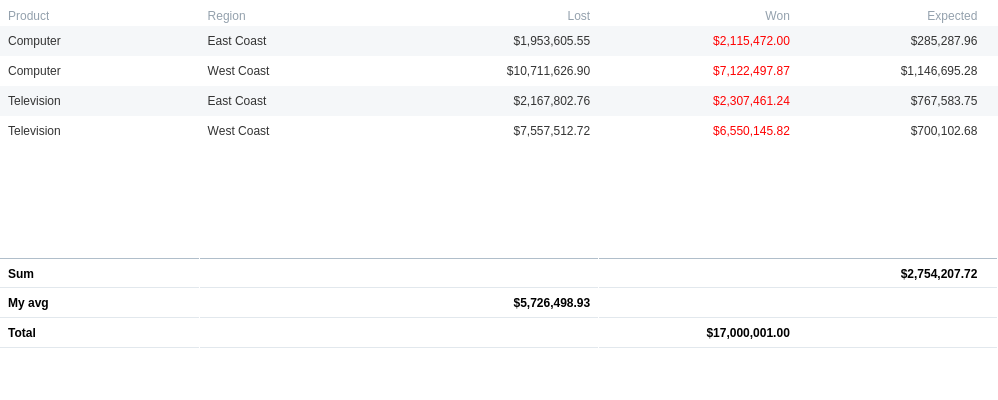 Product Region Lost Won Expected
Computer East Coast $1,953,605.55 $2,115,472.00 $285,287.96
Computer West Coast $10,711,626.90 $7,122,497.87 $1,146,695.28
Television East Coast $2,167,802.76 $2,307,461.24 $767,583.75
Television West Coast $7,557,512.72 $6,550,145.82 $700,102.68
Sum $2,754,207.72
My avg $5,726,498.93
Total $17,000,001.00